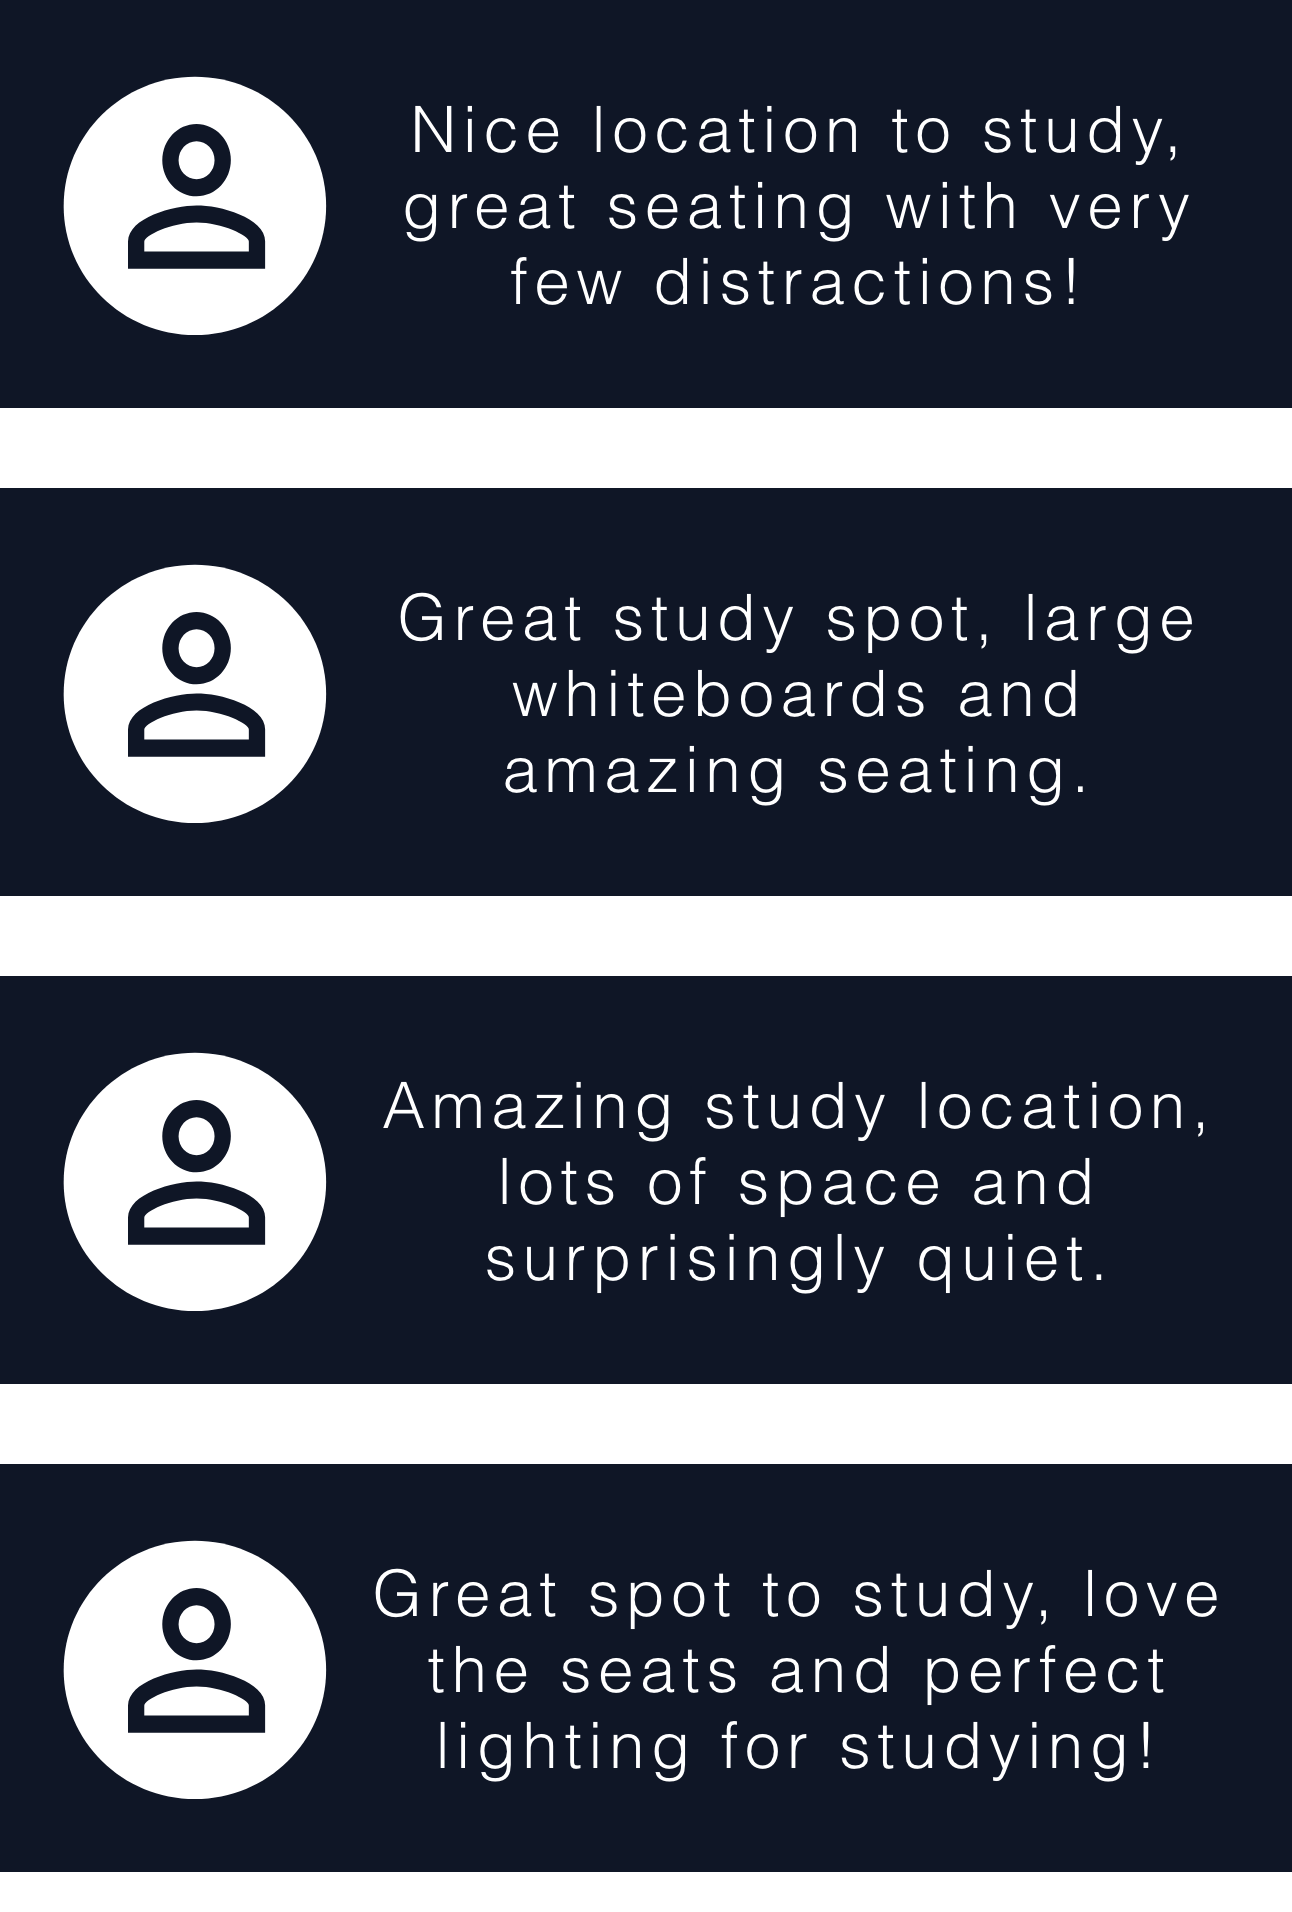 Nice location to study,
great seating with very
few distractions!
Great study spot, large
whiteboards and
amazing seating.
Amazing study location,
lots of space and
surprisingly quiet.
Great spot to study, love
the seats and perfect
lighting for studying!